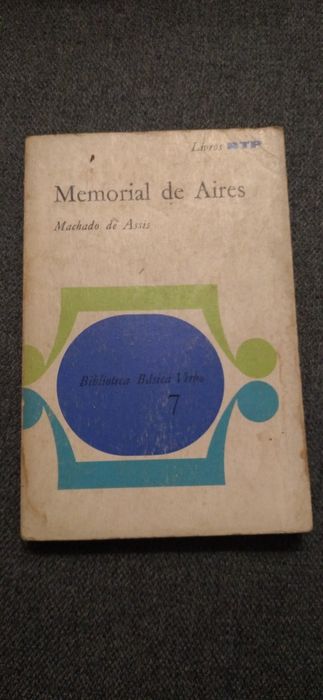 Livros RTP
Memorial de Aires
Machado de Assis
Biblioteca Básica Verbo
7